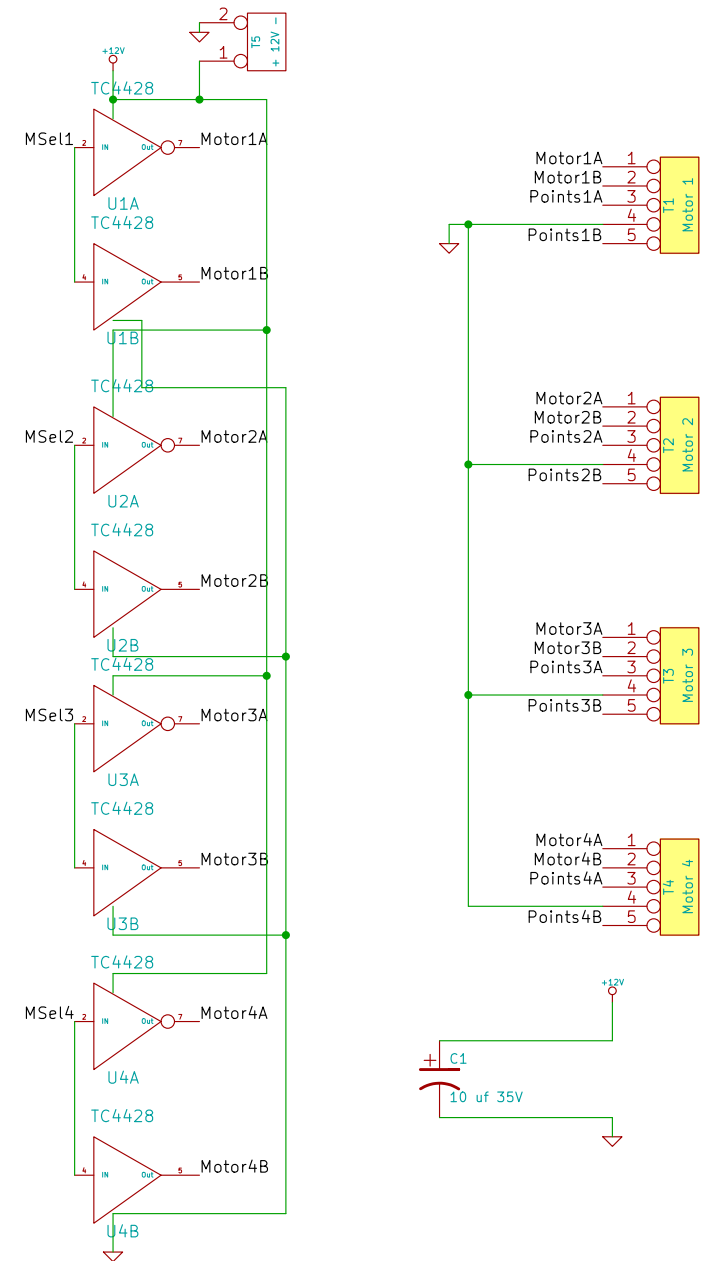 2
T5
+ 12V -
1
+12V
TC4428
MSel1
2
IN
Out
7
Motor1A
U1A
TC4428
4
IN
Out
5
Motor1B
U1B
TC4428
MSel2
2
IN
Out
7
Motor2A
U2A
TC4428
4
IN
Out
5
Motor2B
U2B
TC4428
MSel3
2
IN
Out
7
Motor3A
U3A
TC4428
4
IN
Out
5
Motor3B
U3B
TC4428
MSel4
2
IN
Out
7
Motor4A
U4A
TC4428
4
IN
Out
5
Motor4B
U4B
Motor1A 1
Motor1B 2
Points1A 3
4
Points1B 5
T1
Motor 1
Motor2A 1
Motor2B 2
Points2A 3
4
Points2B 5
T2
Motor 2
Motor3A 1
Motor3B 2
Points3A 3
4
Points3B 5
T3
Motor 3
Motor4A 1
Motor4B 2
Points4A 3
4
Points4B 5
T4
Motor 4
+12V
+
C1
10 uf 35V